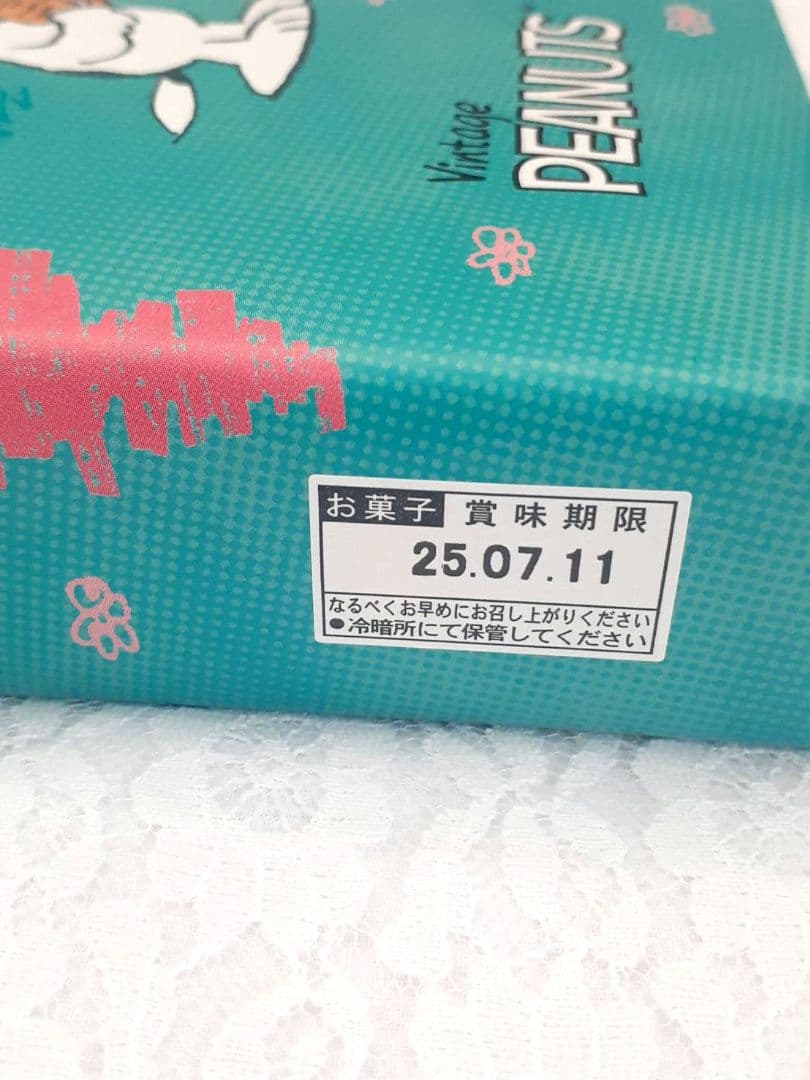 Vintage
PEANUTS
お菓子 賞味期限
25.07.11
なるべくお早めにお召し上がりください
●冷暗所にて保管してください